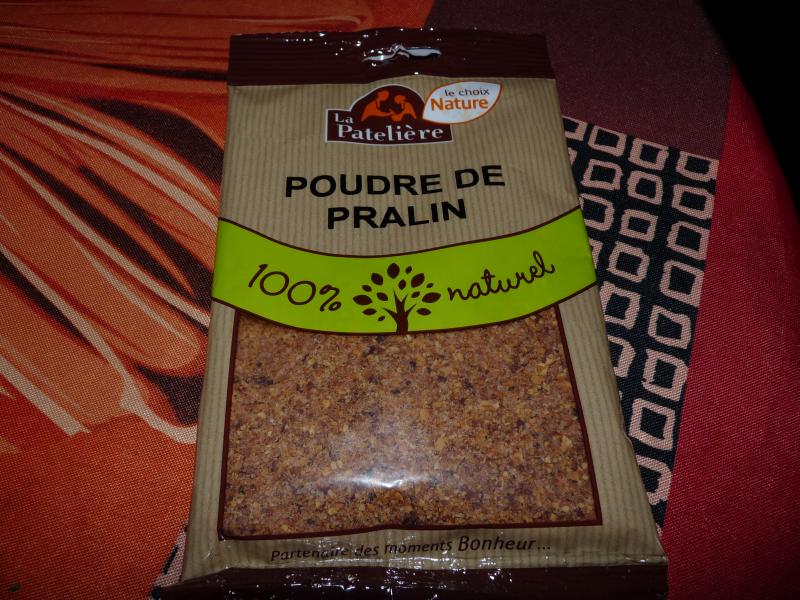 le choix
Nature
La
Patelière
POUDRE DE
PRALIN
100% naturel
Partenaire des moments Bonheur...